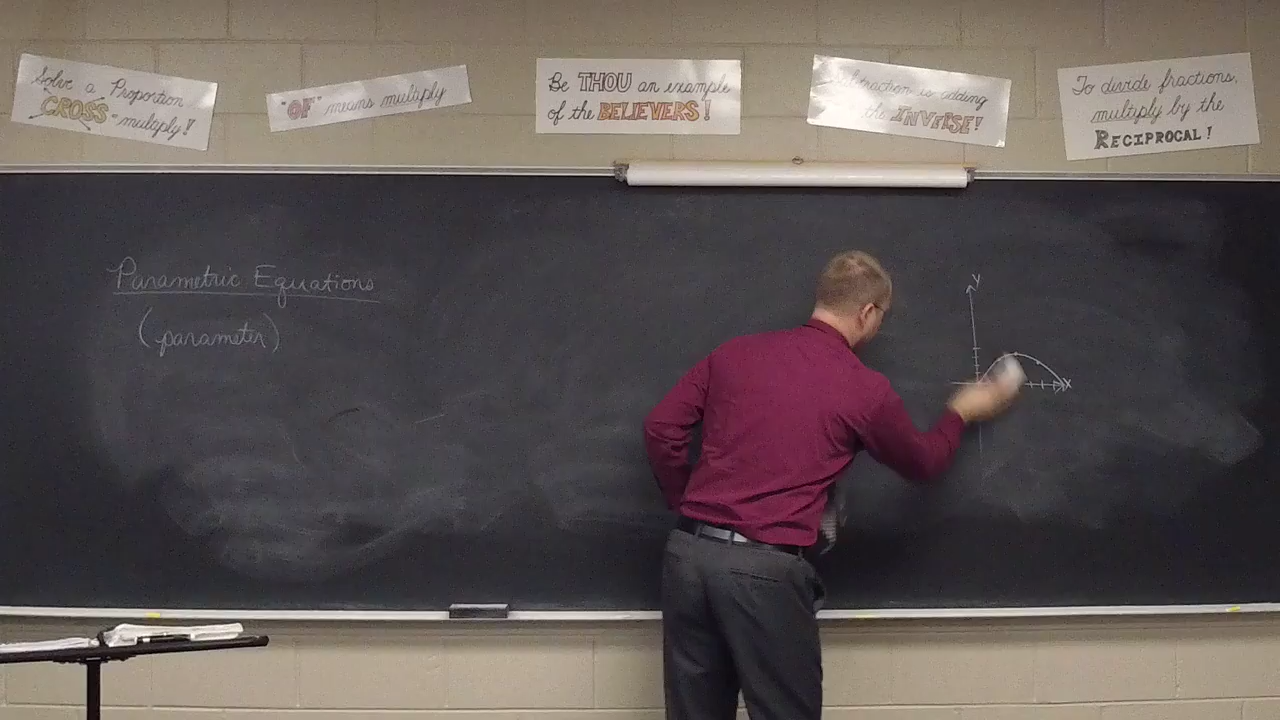 Solve a Proportion
"CROSS"-multiply!
"OF" means multiply
Be THOU an example
of the BELIEVERS!
Subtraction is adding
the INVERSE!
To divide fractions,
multiply by the
RECIPROCAL!
Parametric Equations
(parameter)
y
x